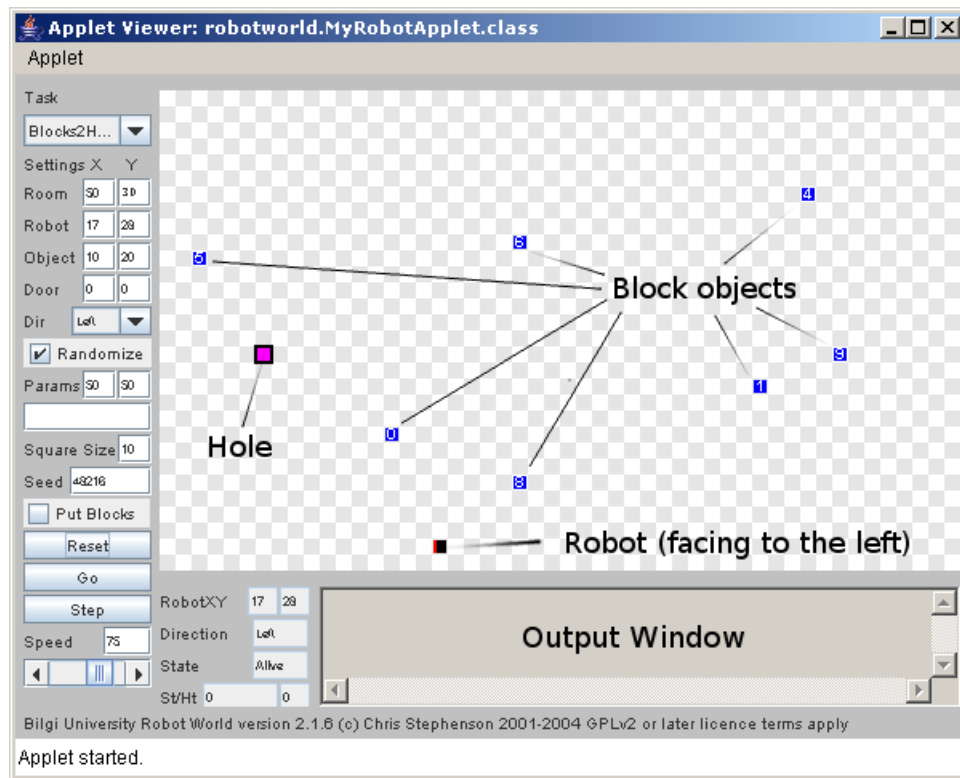 Applet Viewer: robotworld.MyRobotApplet.class
Applet
Task
Blocks2H...
Settings X Y
Room 50 30
Robot 17 28
Object 10 20
Door 0 0
Dir Left
Randomize
Params 50 50
Square Size 10
Seed 48216
Put Blocks
Reset
Go
Step
Speed 75
4
6
5
Block objects
9
1
Hole
0
8
Robot (facing to the left)
RobotXY 17 28
Direction Left
State Alive
St/Ht 0 0
Output Window
Bilgi University Robot World version 2.1.6 (c) Chris Stephenson 2001-2004 GPLv2 or later licence terms apply
Applet started.